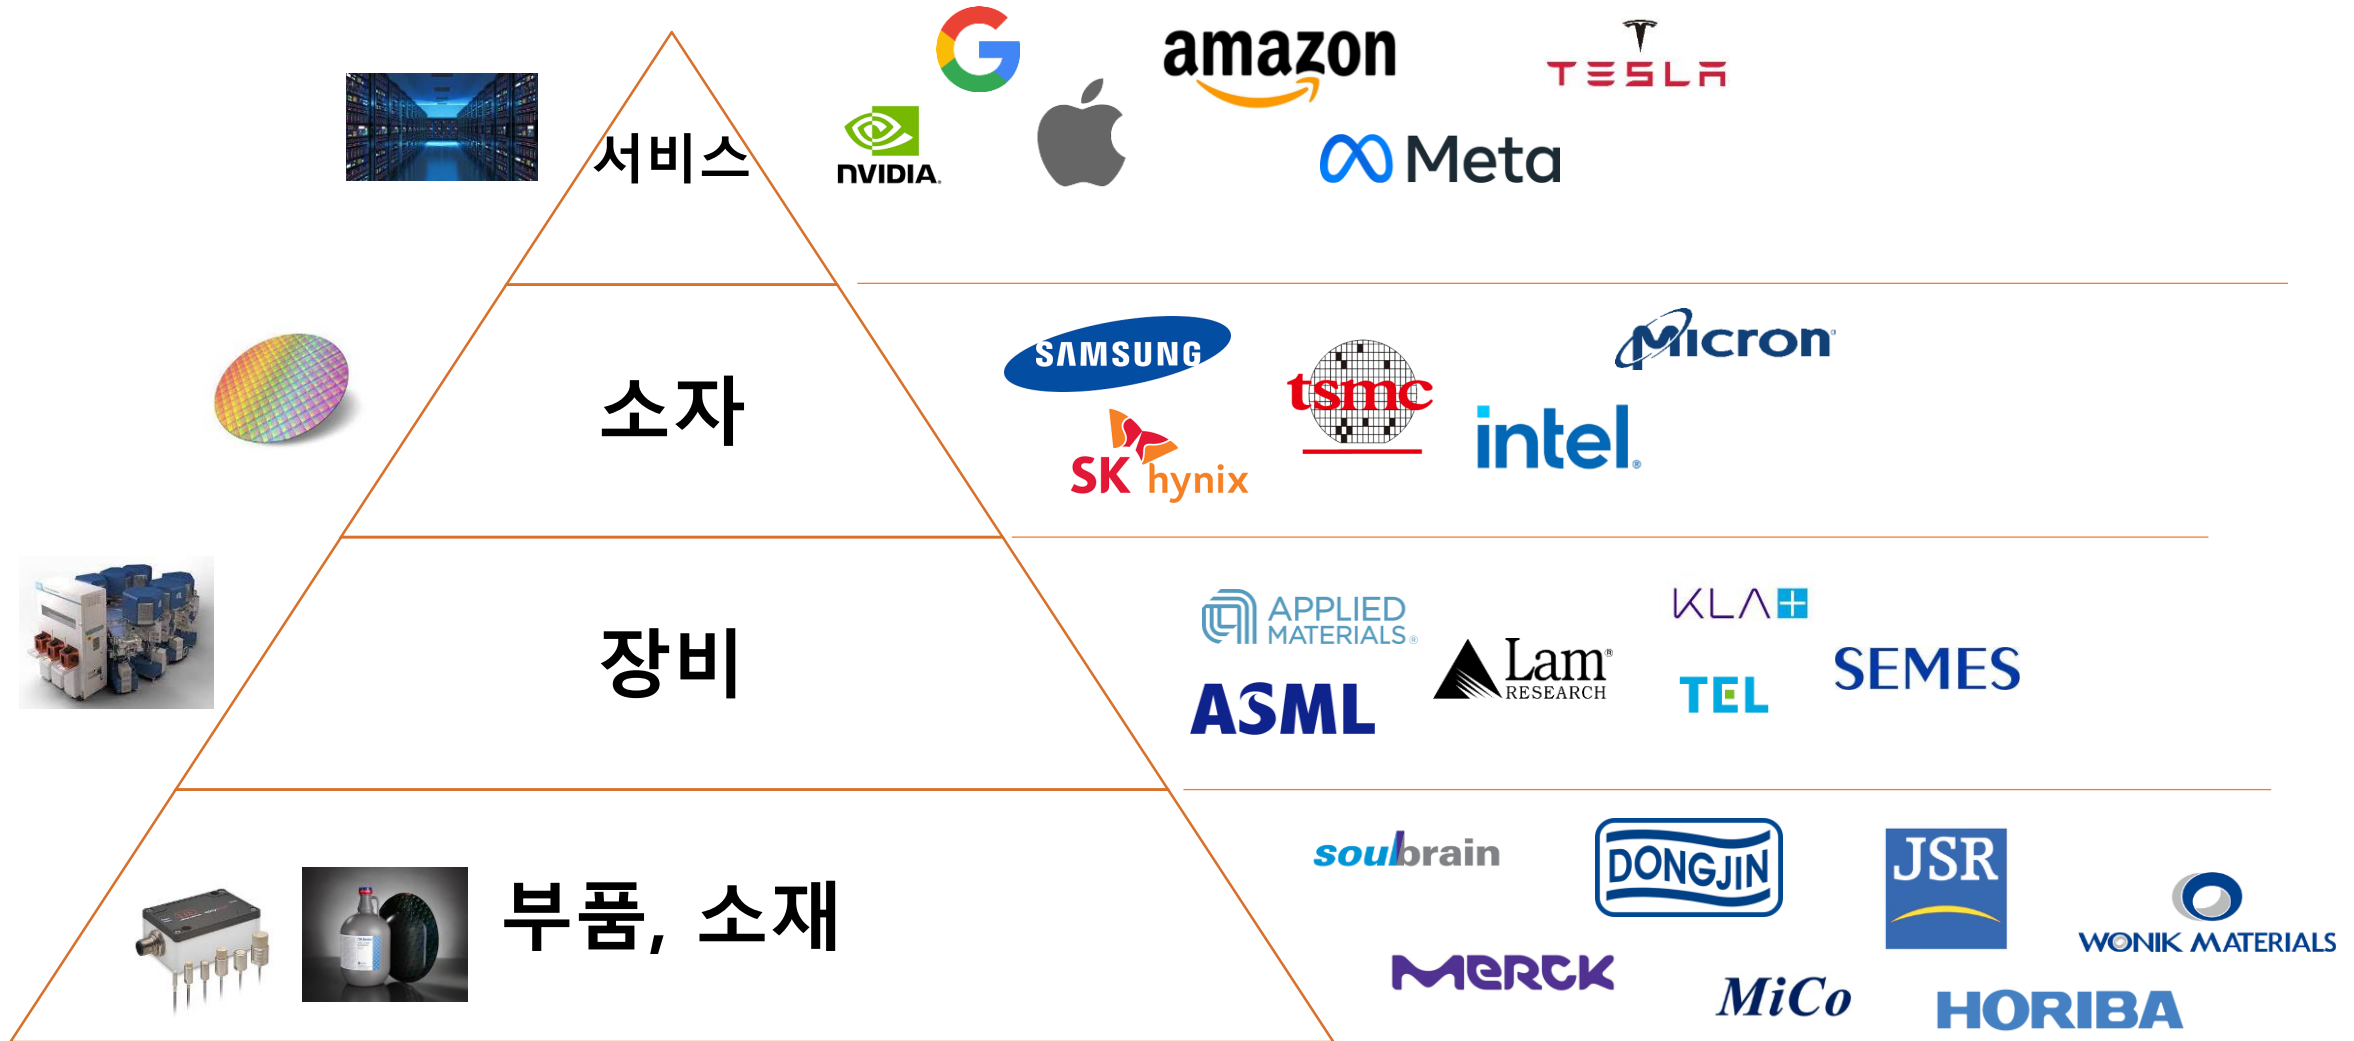 서비스
NVIDIA.
amazon
TESLA
Meta
소자
SAMSUNG
SK hynix
tsmc
Micron
intel®
장비
APPLIED
MATERIALS®
ASML
Lam®
RESEARCH
KLA+
TEL
SEMES
부품, 소재
soulbrain
DONGJIN
JSR
WONIK MATERIALS
MERCK
MiCo
HORIBA